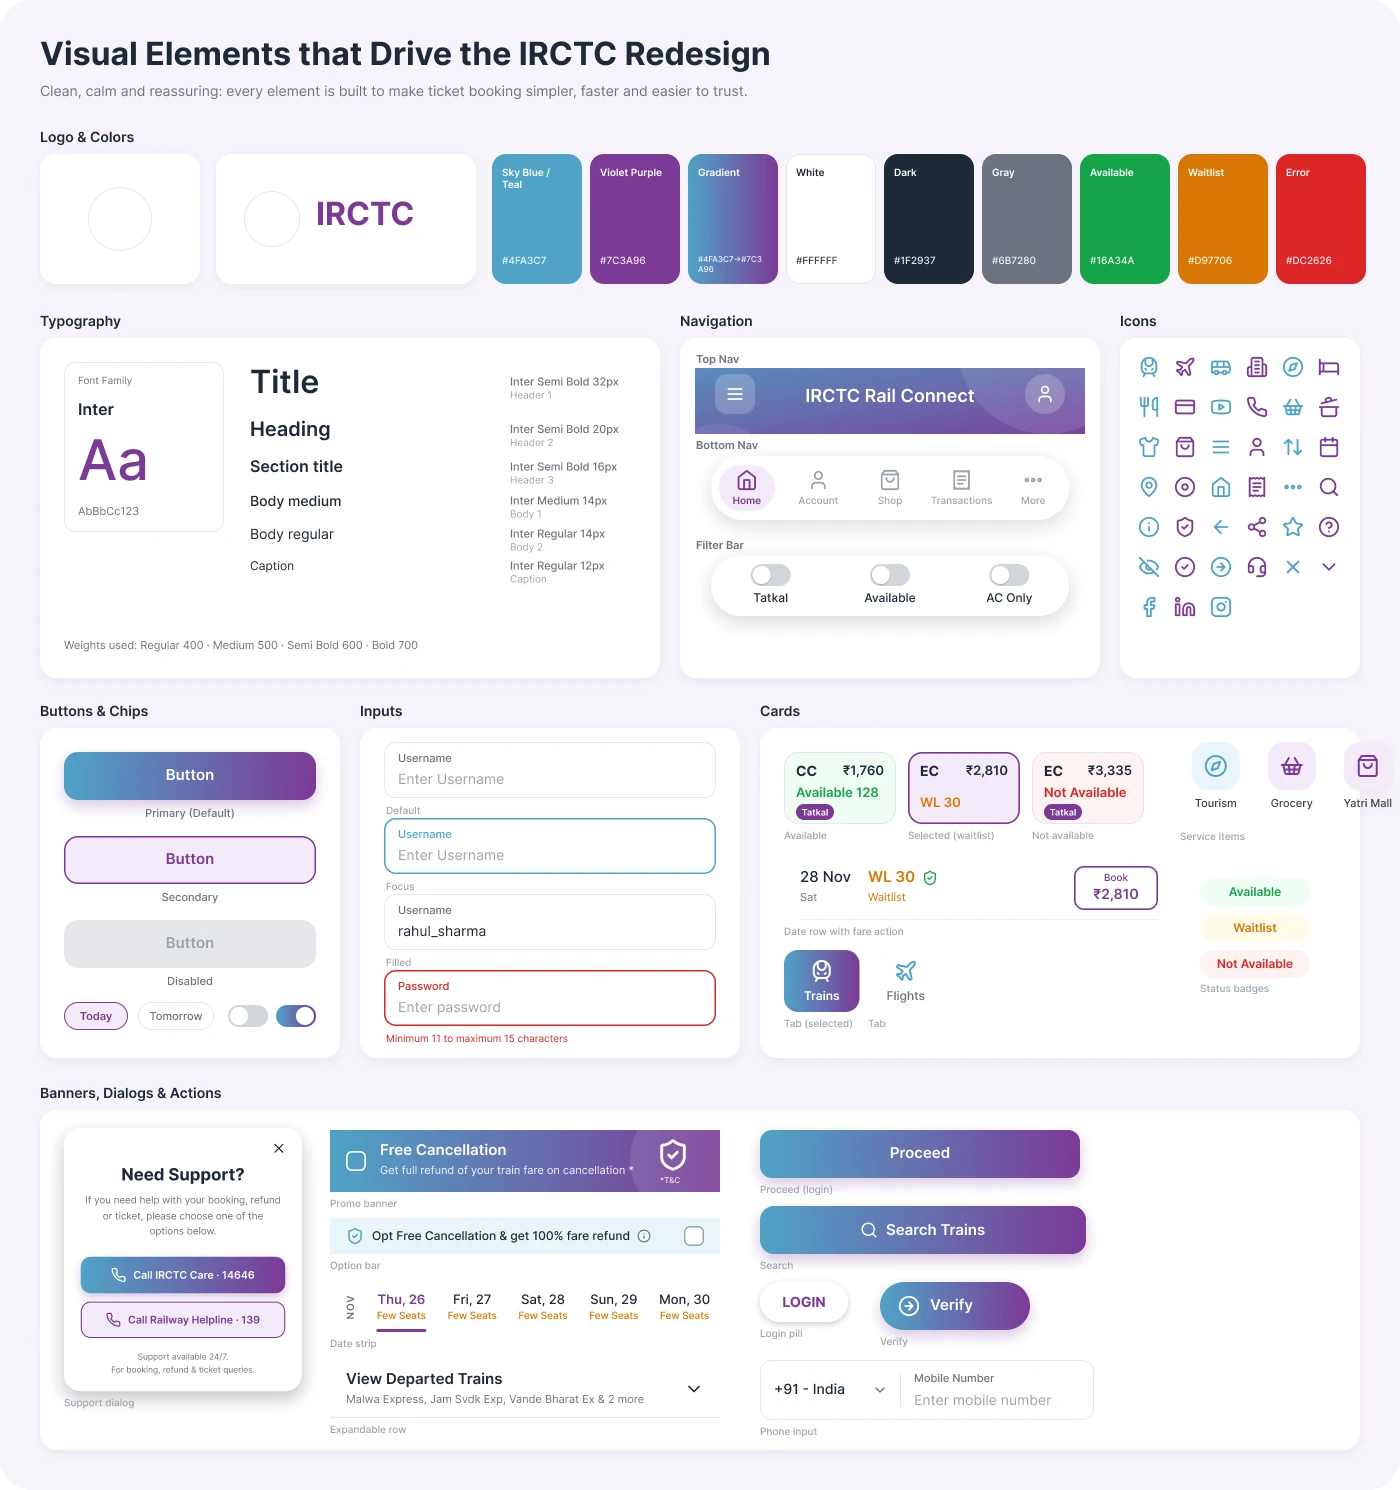 Visual Elements that Drive the IRCTC Redesign
Clean, calm and reassuring: every element is built to make ticket booking simpler, faster and easier to trust.
Logo & Colors
IRCTC
Sky Blue /
Teal
#4FA3C7
Violet Purple
#7C3A96
Gradient
#4FA3C7→#7C3
A96
White
#FFFFFF
Dark
#1F2937
Gray
#6B7280
Available
#16A34A
Waitlist
#D97706
Error
#DC2626
Typography
Font Family
Inter
Aa
AbBbCc123
Title
Inter Semi Bold 32px
Header 1
Heading
Inter Semi Bold 20px
Header 2
Section title
Inter Semi Bold 16px
Header 3
Body medium
Inter Medium 14px
Body 1
Body regular
Inter Regular 14px
Body 2
Caption
Inter Regular 12px
Caption
Weights used: Regular 400 · Medium 500 · Semi Bold 600 · Bold 700
Navigation
Top Nav
IRCTC Rail Connect
Bottom Nav
Home
Account
Shop
Transactions
More
Filter Bar
Tatkal
Available
AC Only
Icons
Buttons & Chips
Button
Primary (Default)
Button
Secondary
Button
Disabled
Today
Tomorrow
Inputs
Username
Enter Username
Default
Username
Enter Username
Focus
Username
rahul_sharma
Filled
Password
Enter password
Minimum 11 to maximum 15 characters
Cards
CC ₹1,760
Available 128
Tatkal
Available
EC ₹2,810
WL 30
Selected (waitlist)
EC ₹3,335
Not Available
Tatkal
Not available
Tourism
Grocery
Yatri Mall
Service items
28 Nov
Sat
WL 30
Waitlist
Book
₹2,810
Date row with fare action
Available
Waitlist
Not Available
Status badges
Trains
Flights
Tab (selected)
Tab
Banners, Dialogs & Actions
Need Support?
If you need help with your booking, refund
or ticket, please choose one of the
options below.
Call IRCTC Care · 14646
Call Railway Helpline · 139
Support available 24/7.
For booking, refund & ticket queries.
Support dialog
Free Cancellation
Get full refund of your train fare on cancellation *
*T&C
Promo banner
Opt Free Cancellation & get 100% fare refund
Option bar
NOV
Thu, 26
Few Seats
Fri, 27
Few Seats
Sat, 28
Few Seats
Sun, 29
Few Seats
Mon, 30
Few Seats
Date strip
View Departed Trains
Malwa Express, Jam Svdk Exp, Vande Bharat Ex & 2 more
Expandable row
Proceed
Proceed (login)
Search Trains
Search
LOGIN
Login pill
Verify
Verify
+91 - India
Mobile Number
Enter mobile number
Phone input